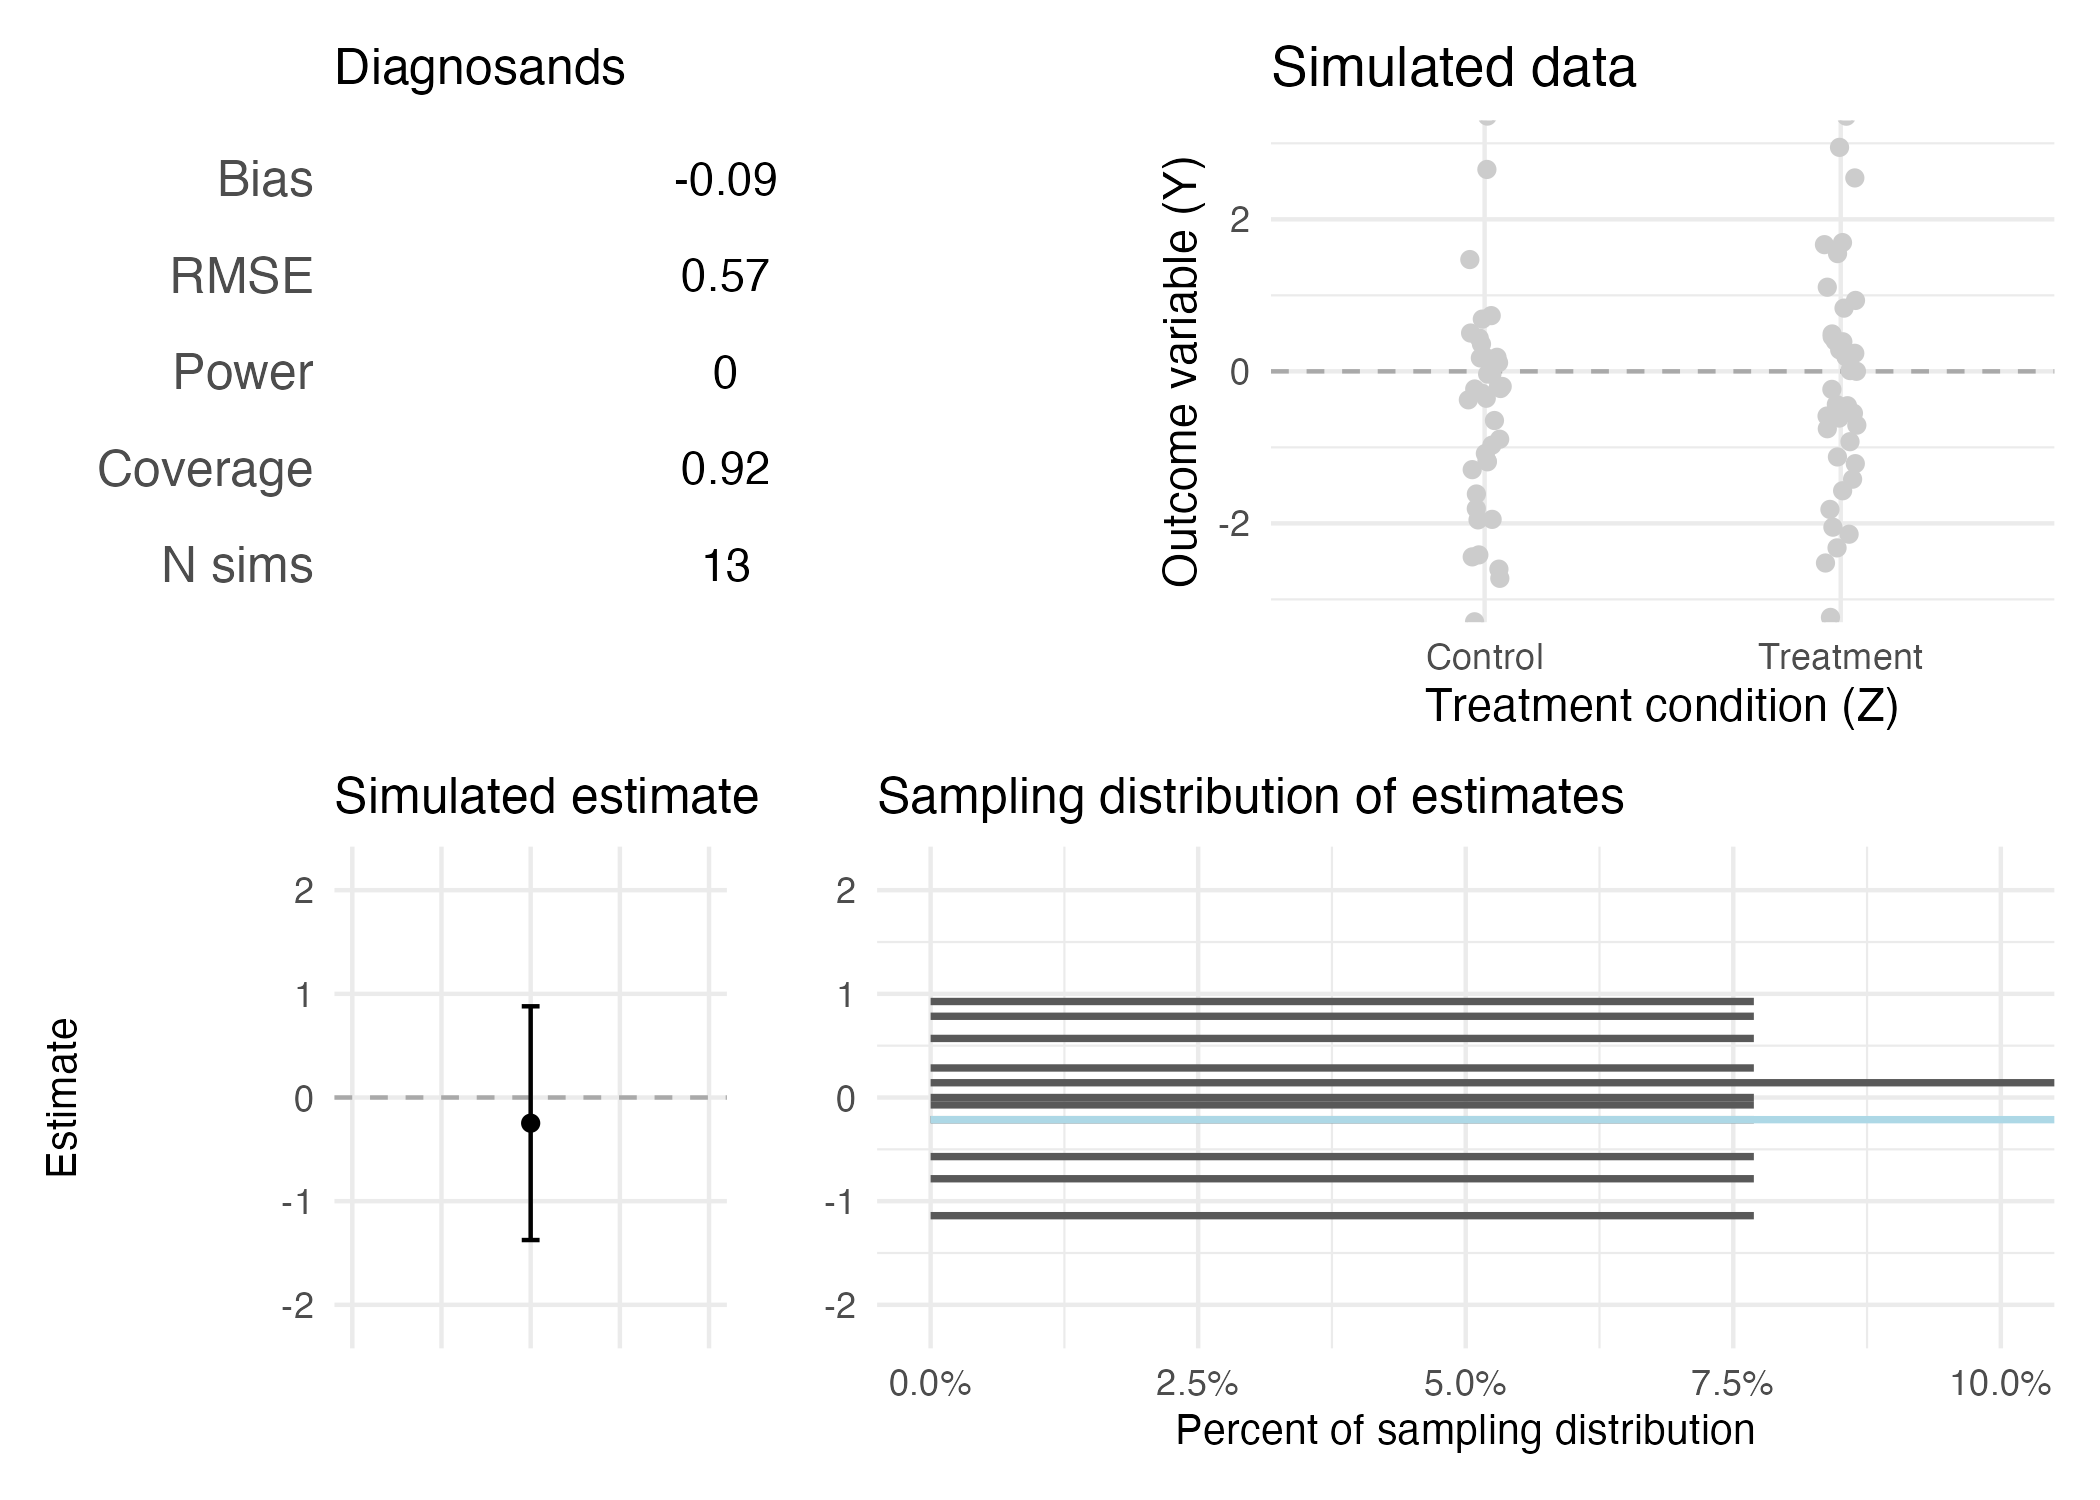 Diagnosands
Bias -0.09
RMSE 0.57
Power 0
Coverage 0.92
N sims 13
Simulated data
Outcome variable (Y)
2
0
-2
Control Treatment
Treatment condition (Z)
Simulated estimate
Estimate
2
1
0
-1
-2
Sampling distribution of estimates
2
1
0
-1
-2
0.0% 2.5% 5.0% 7.5% 10.0%
Percent of sampling distribution